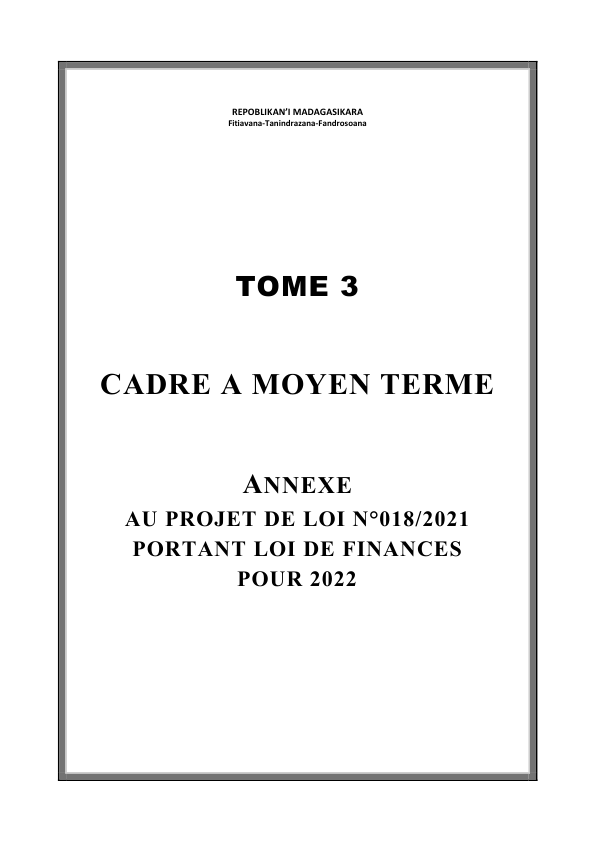 REPOBLIKAN'I MADAGASIKARA
Fitiavana-Tanindrazana-Fandrosoana
TOME 3
CADRE A MOYEN TERME
ANNEXE
AU PROJET DE LOI N°018/2021
PORTANT LOI DE FINANCES
POUR 2022